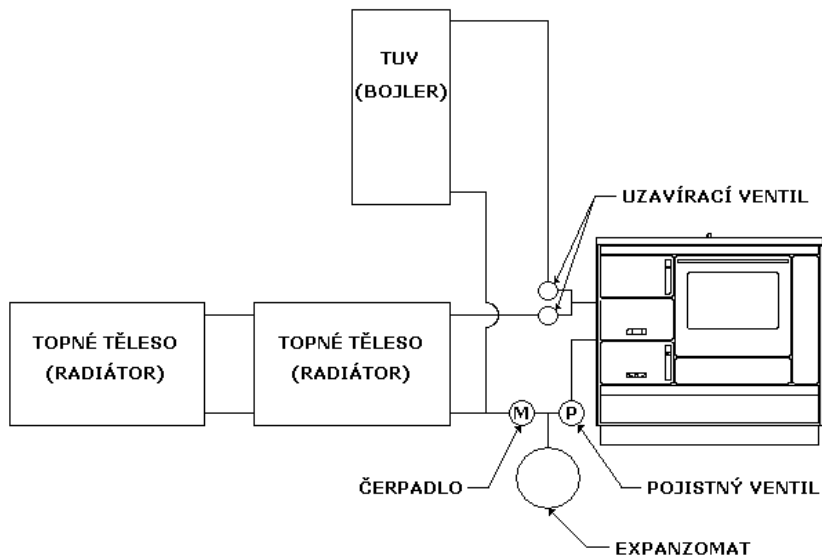 TUV
(BOJLER)
UZAVÍRACÍ VENTIL
TOPNÉ TĚLESO
(RADIÁTOR)
TOPNÉ TĚLESO
(RADIÁTOR)
M
P
ČERPADLO
POJISTNÝ VENTIL
EXPANZOMAT